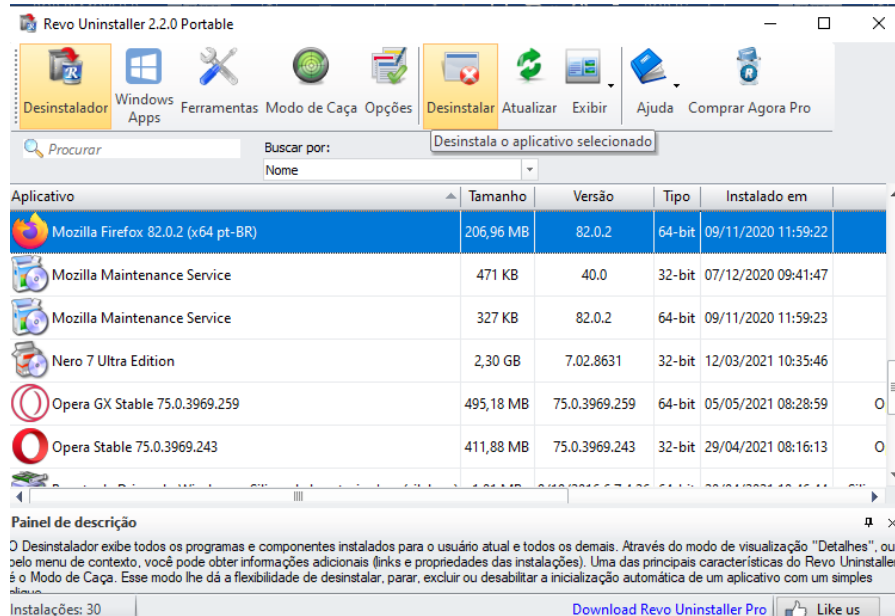 Revo Uninstaller 2.2.0 Portable
Desinstalador Windows Apps Ferramentas Modo de Caça Opções Desinstalar Atualizar Exibir Ajuda Comprar Agora Pro
Desinstala o aplicativo selecionado
Procurar Buscar por:
Nome
Aplicativo Tamanho Versão Tipo Instalado em
Mozilla Firefox 82.0.2 (x64 pt-BR) 206,96 MB 82.0.2 64-bit 09/11/2020 11:59:22
Mozilla Maintenance Service 471 KB 40.0 32-bit 07/12/2020 09:41:47
Mozilla Maintenance Service 327 KB 82.0.2 64-bit 09/11/2020 11:59:23
Nero 7 Ultra Edition 2,30 GB 7.02.8631 32-bit 12/03/2021 10:35:46
Opera GX Stable 75.0.3969.259 495,18 MB 75.0.3969.259 64-bit 05/05/2021 08:28:59 O
Opera Stable 75.0.3969.243 411,88 MB 75.0.3969.243 32-bit 29/04/2021 08:16:13 O
Painel de descrição
O Desinstalador exibe todos os programas e componentes instalados para o usuário atual e todos os demais. Através do modo de visualização "Detalhes", ou
pelo menu de contexto, você pode obter informações adicionais (links e propriedades das instalações). Uma das principais características do Revo Uninstaller
é o Modo de Caça. Esse modo lhe dá a flexibilidade de desinstalar, parar, excluir ou desabilitar a inicialização automática de um aplicativo com um simples
Instalações: 30 Download Revo Uninstaller Pro Like us